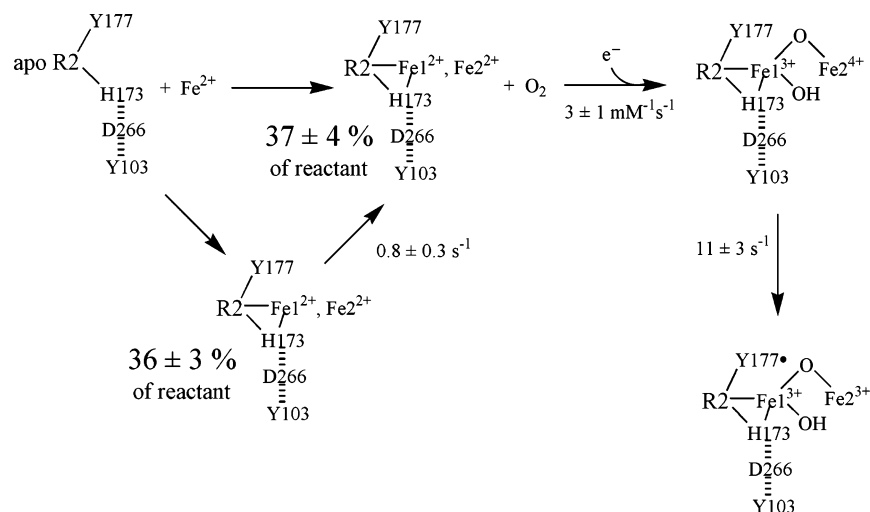 Y177
apo R2
H173
+ Fe²⁺
D266
Y103
Y177
R2
Fe1²⁺, Fe2²⁺
H173
+ O₂
D266
Y103
37 ± 4 %
of reactant
e⁻
3 ± 1 mM⁻¹s⁻¹
Y177
O
R2
Fe1³⁺
Fe2⁴⁺
OH
H173
D266
Y103
0.8 ± 0.3 s⁻¹
11 ± 3 s⁻¹
Y177
R2
Fe1²⁺, Fe2²⁺
H173
D266
Y103
36 ± 3 %
of reactant
Y177•
O
R2
Fe1³⁺
Fe2³⁺
OH
H173
D266
Y103